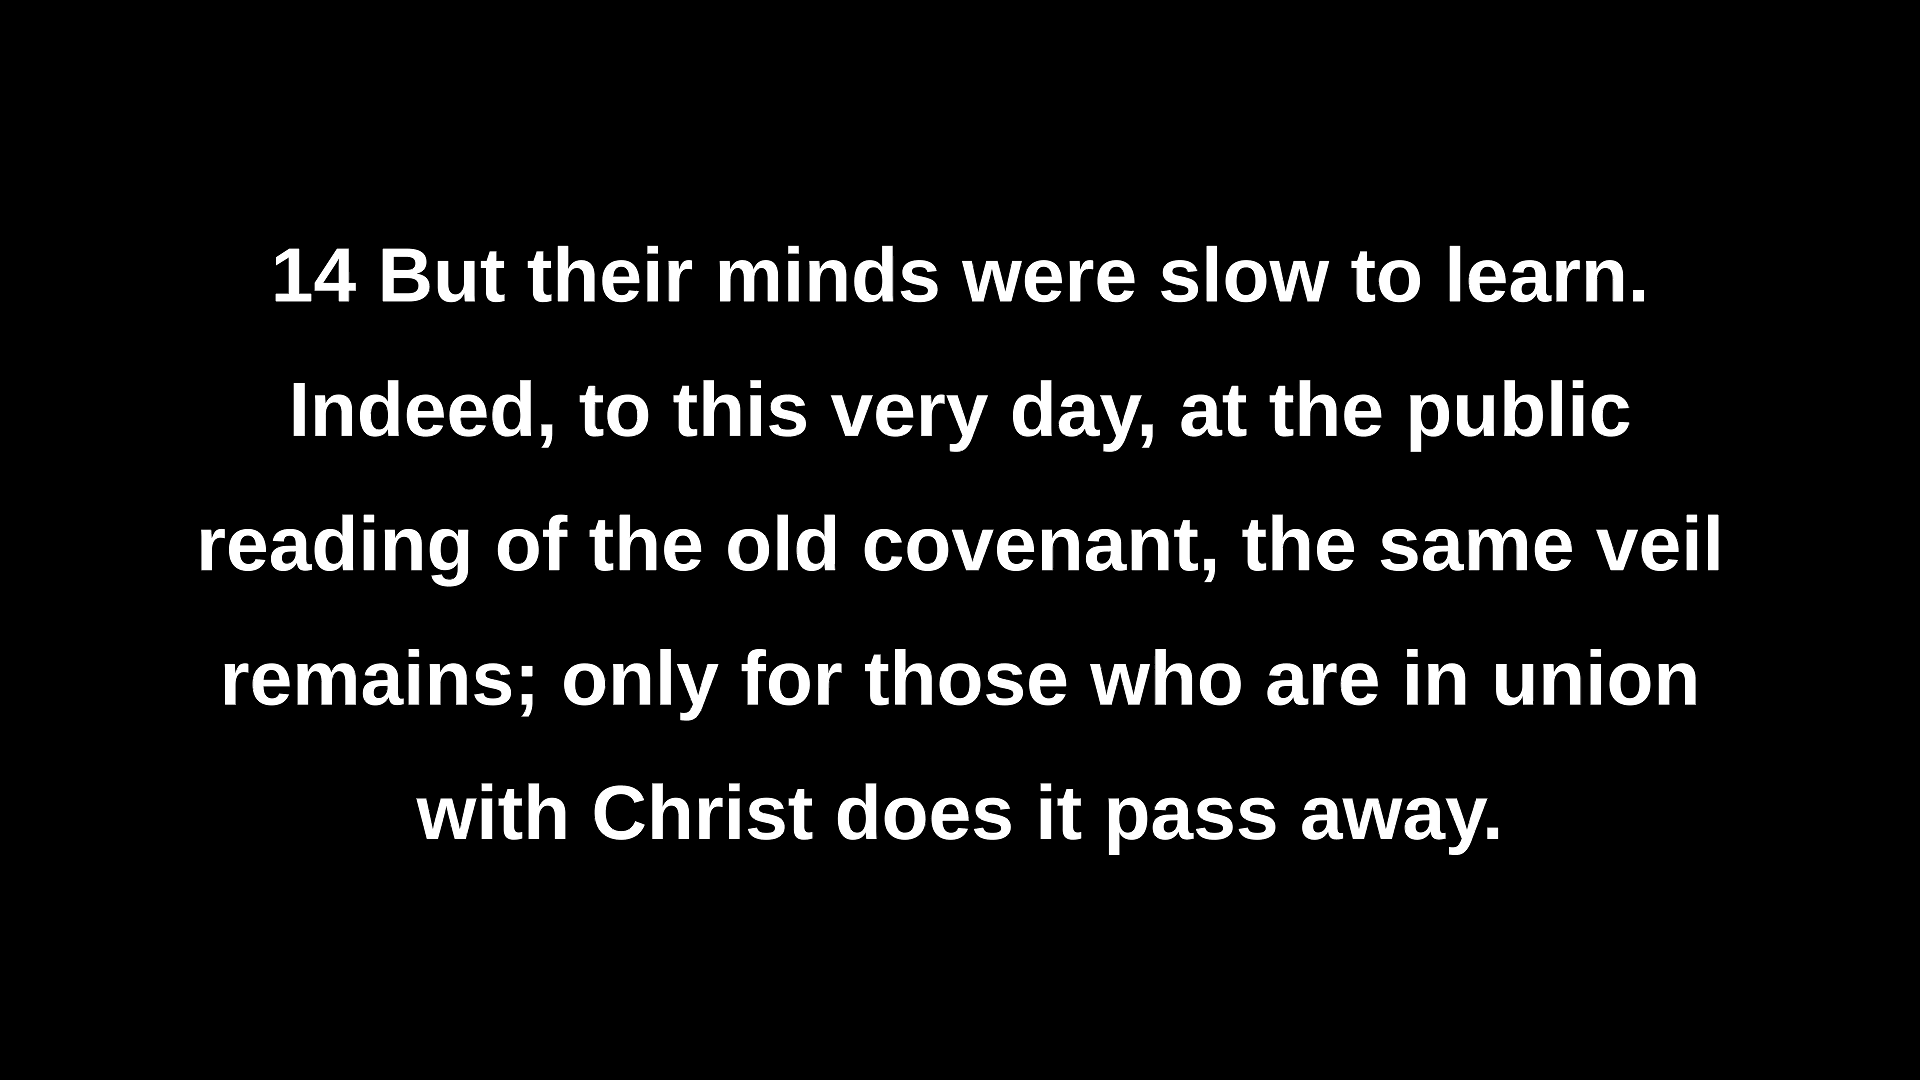 14 But their minds were slow to learn.
Indeed, to this very day, at the public
reading of the old covenant, the same veil
remains; only for those who are in union
with Christ does it pass away.